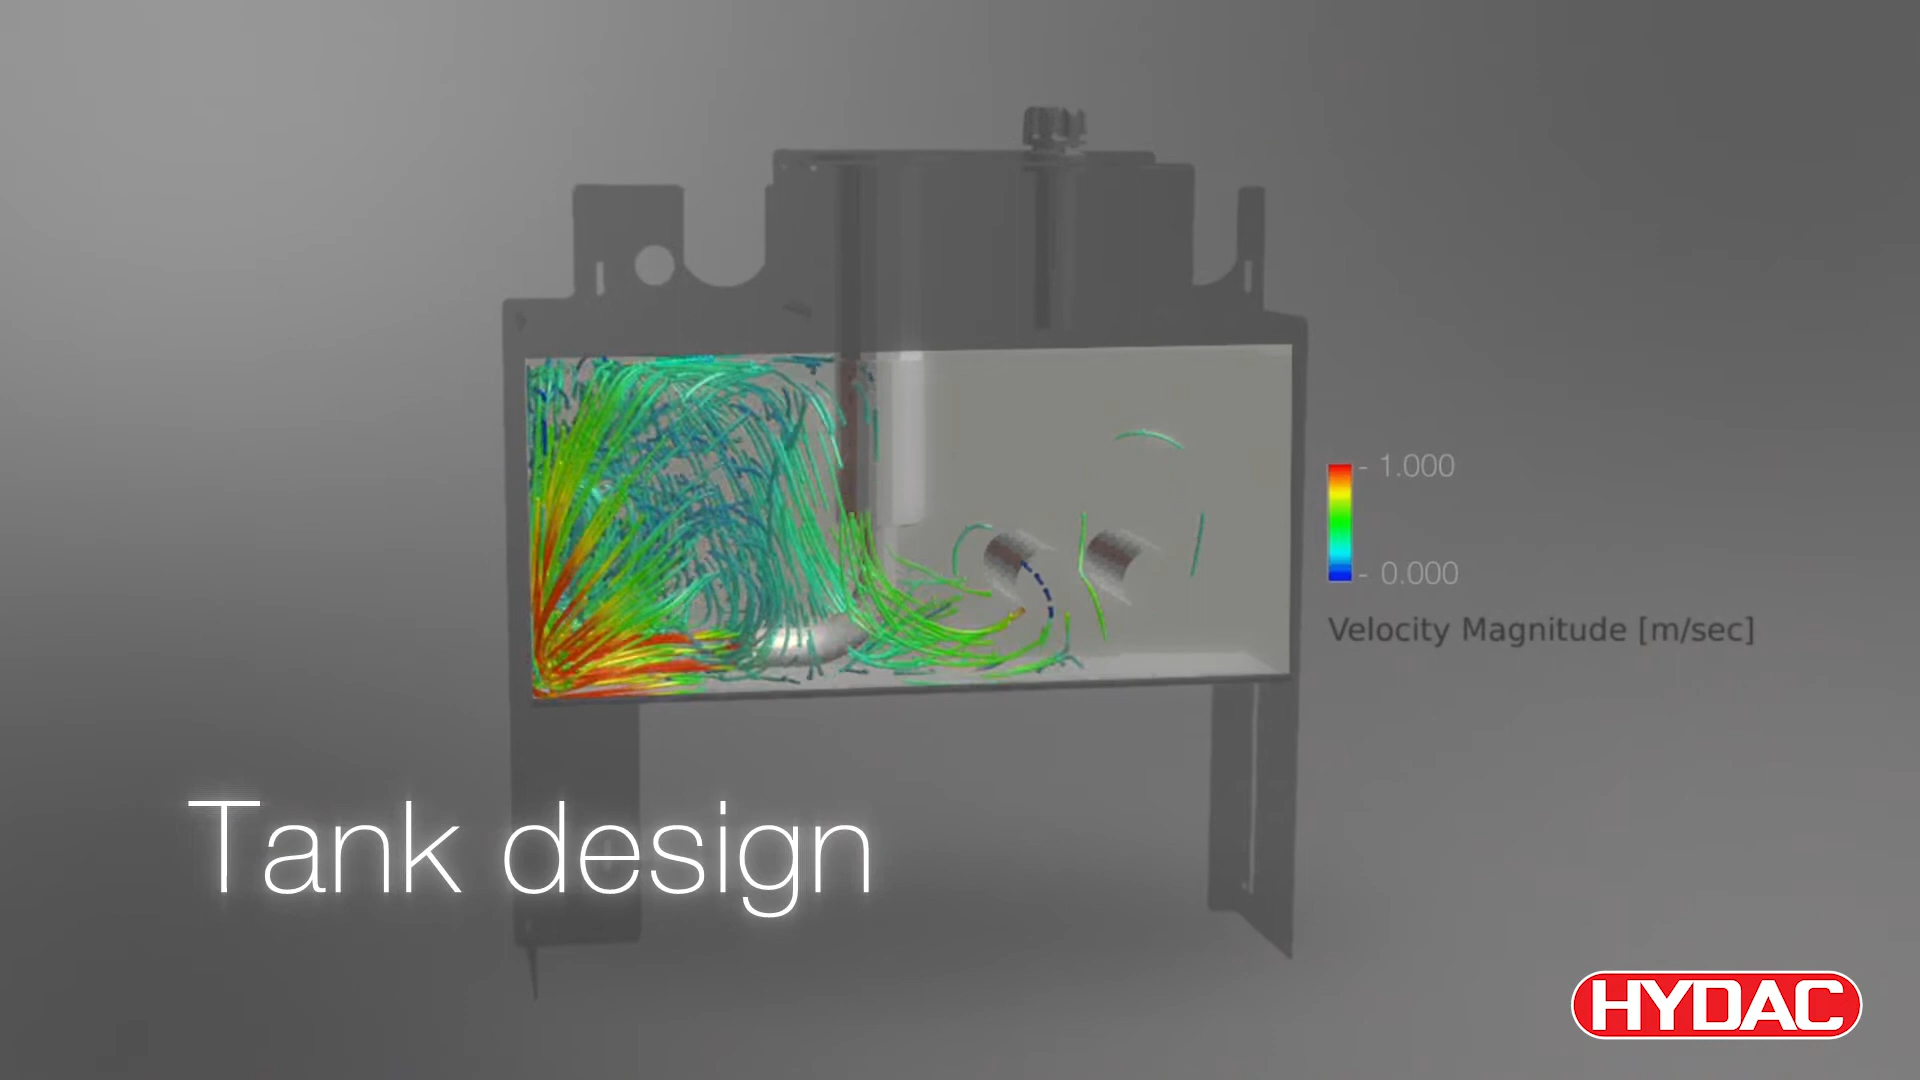 - 1.000
- 0.000
Velocity Magnitude [m/sec]
Tank design
HYDAC